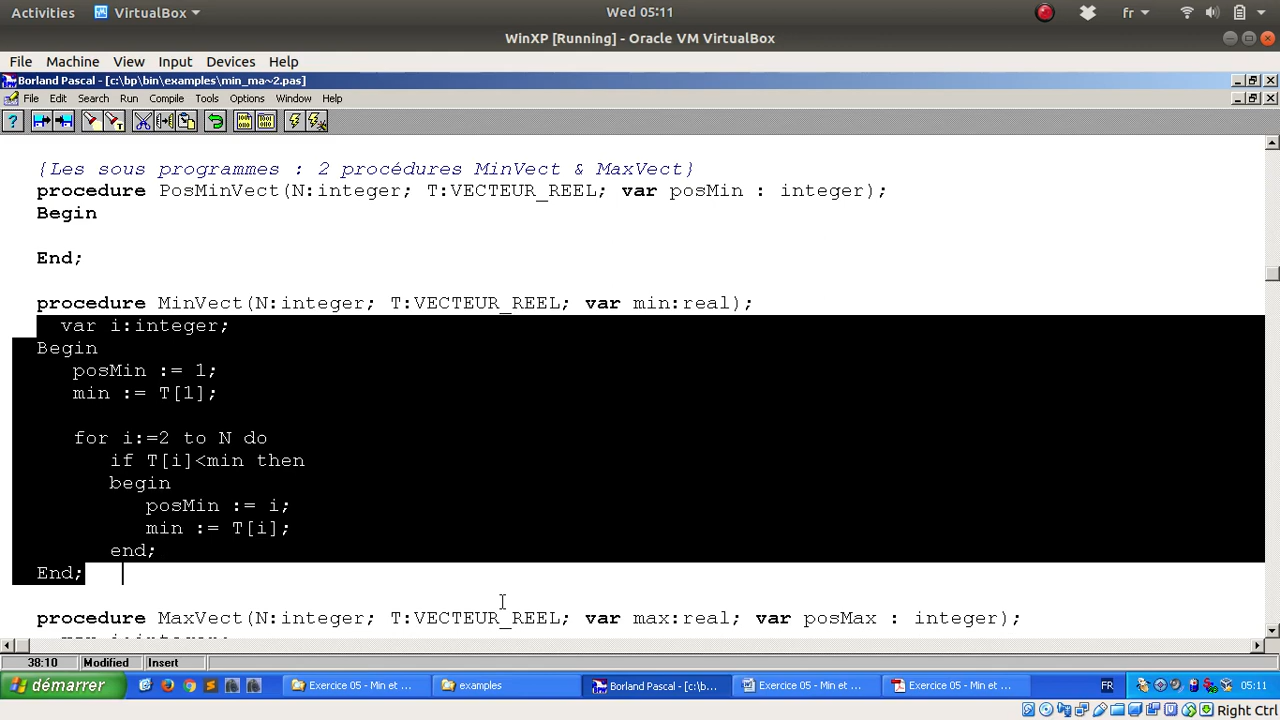 Activities VirtualBox Wed 05:11 fr
WinXP [Running] - Oracle VM VirtualBox
File Machine View Input Devices Help
Borland Pascal - [c:\bp\bin\examples\min_ma~2.pas]
File Edit Search Run Compile Tools Options Window Help
{Les sous programmes : 2 procédures MinVect & MaxVect}
procedure PosMinVect(N:integer; T:VECTEUR_REEL; var posMin : integer);
Begin
End;
procedure MinVect(N:integer; T:VECTEUR_REEL; var min:real);
var i:integer;
Begin
posMin := 1;
min := T[1];
for i:=2 to N do
if T[i]<min then
begin
posMin := i;
min := T[i];
end;
End;
procedure MaxVect(N:integer; T:VECTEUR_REEL; var max:real; var posMax : integer);
38:10 Modified Insert
démarrer Exercice 05 - Min et ... examples Borland Pascal - [c:\b... Exercice 05 - Min et ... Exercice 05 - Min et ... FR 05:11
Right Ctrl